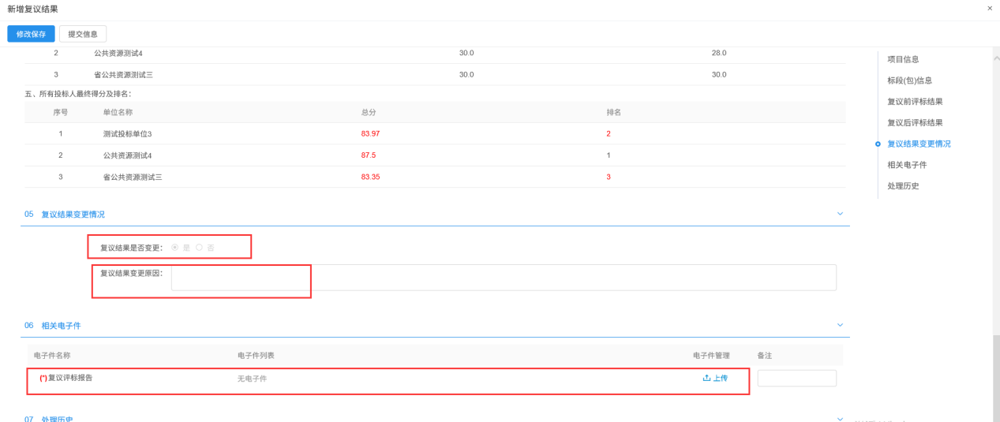 新增复议结果 ×
修改保存 提交信息
2 公共资源测试4 30.0 28.0
3 省公共资源测试三 30.0 30.0
五、所有投标人最终得分及排名：
序号 单位名称 总分 排名
1 测试投标单位3 83.97 2
2 公共资源测试4 87.5 1
3 省公共资源测试三 83.35 3
05 复议结果变更情况
复议结果是否变更： 是 否
复议结果变更原因：
06 相关电子件
电子件名称 电子件列表 电子件管理 备注
(*)复议评标报告 无电子件 上传
07 处理历史
项目信息
标段(包)信息
复议前评标结果
复议后评标结果
复议结果变更情况
相关电子件
处理历史